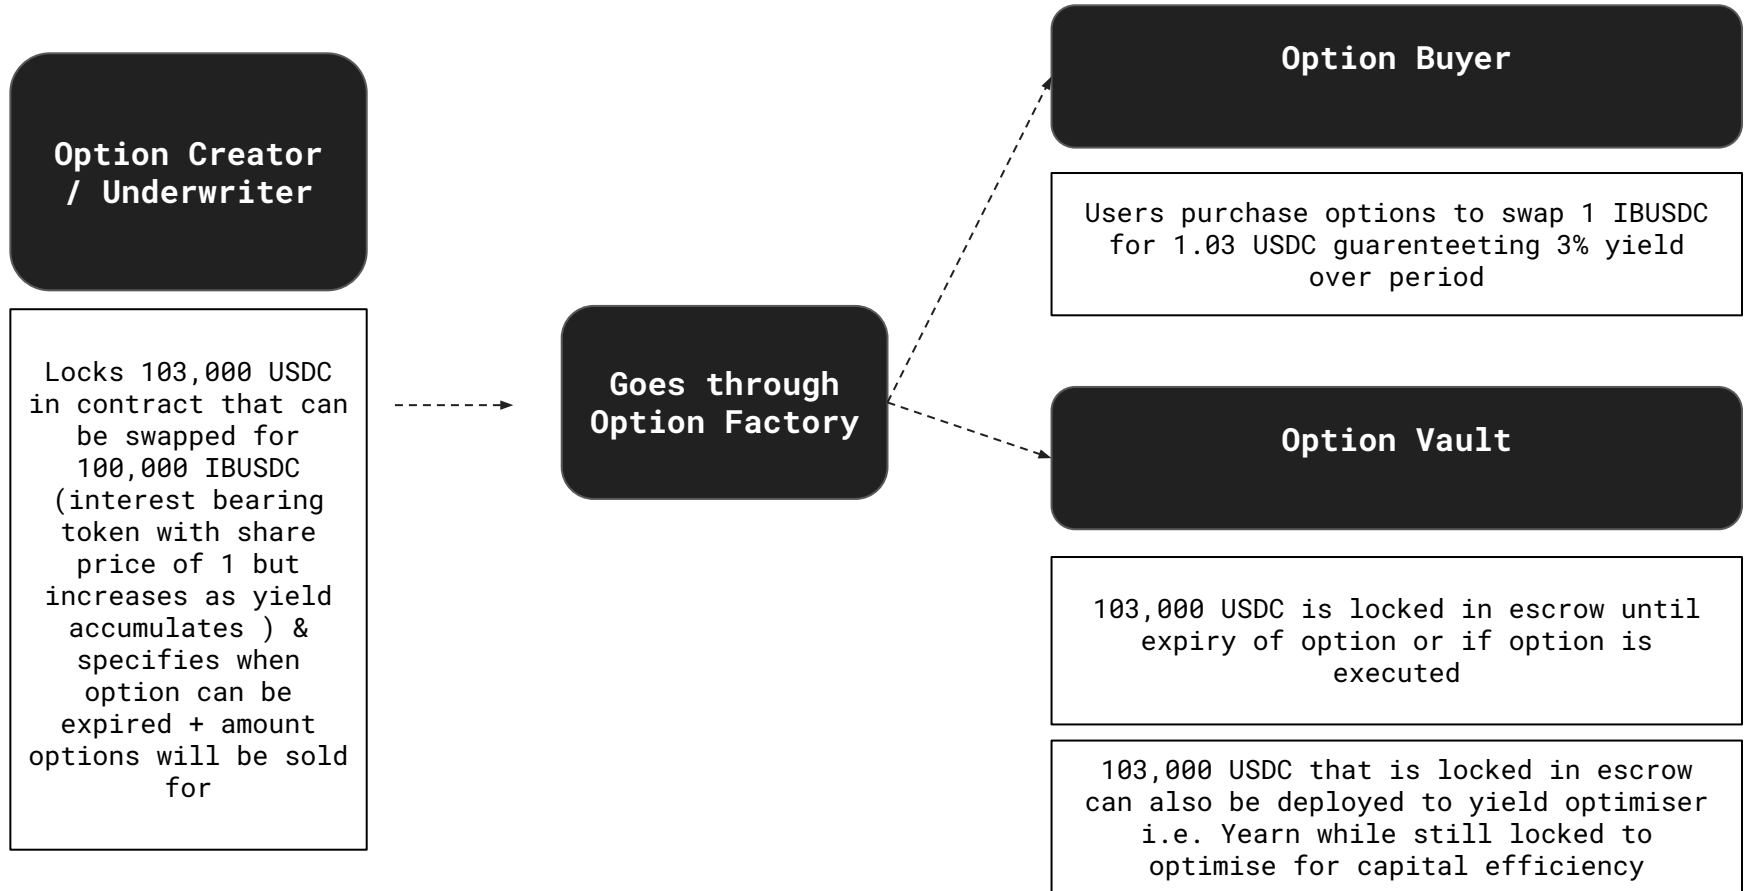 Option Creator
/ Underwriter
Locks 103,000 USDC
in contract that can
be swapped for
100,000 IBUSDC
(interest bearing
token with share
price of 1 but
increases as yield
accumulates ) &
specifies when
option can be
expired + amount
options will be sold
for
Goes through
Option Factory
Option Buyer
Users purchase options to swap 1 IBUSDC
for 1.03 USDC guarenteeting 3% yield
over period
Option Vault
103,000 USDC is locked in escrow until
expiry of option or if option is
executed
103,000 USDC that is locked in escrow
can also be deployed to yield optimiser
i.e. Yearn while still locked to
optimise for capital efficiency